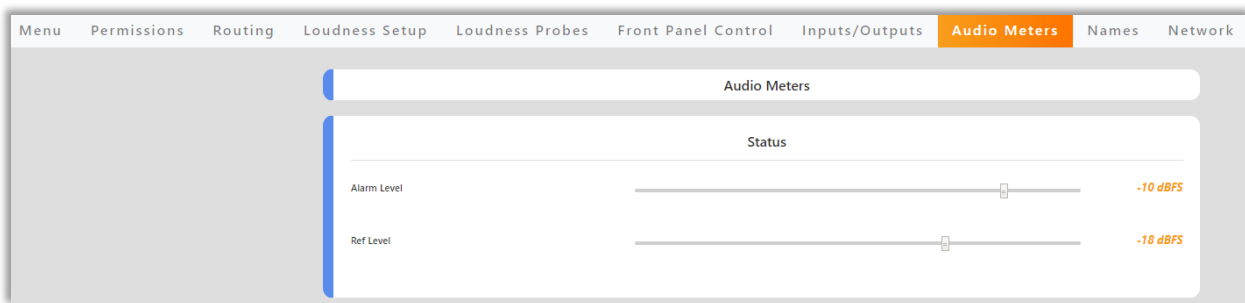 Menu Permissions Routing Loudness Setup Loudness Probes Front Panel Control Inputs/Outputs Audio Meters Names Network
Audio Meters
Status
Alarm Level -10 dBFS
Ref Level -18 dBFS